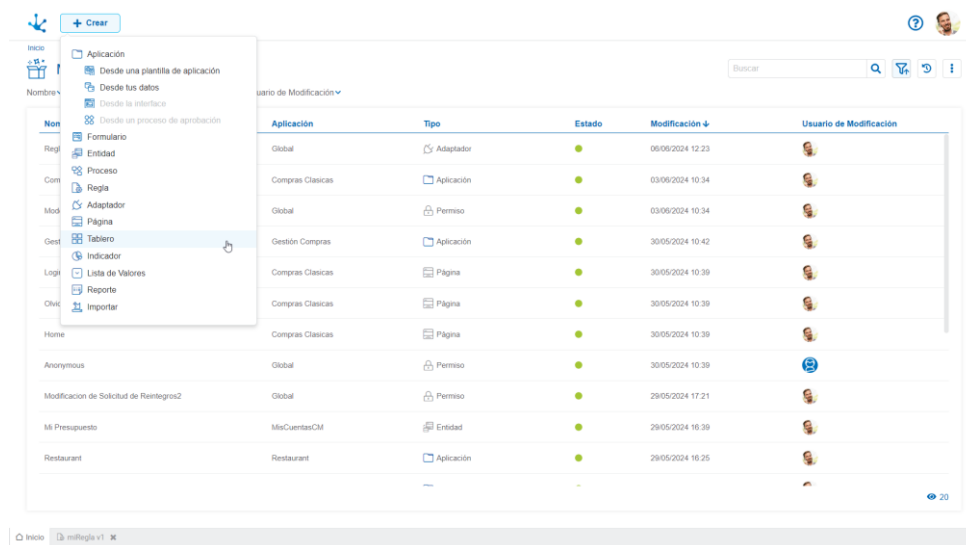 Crear
Inicio
Aplicación
Desde una plantilla de aplicación
Desde tus datos
Desde la interface
Desde un proceso de aprobación
Formulario
Entidad
Proceso
Regla
Adaptador
Página
Tablero
Indicador
Lista de Valores
Reporte
Importar
Buscar
Nombre uario de Modificación
Aplicación Tipo Estado Modificación Usuario de Modificación
Global Adaptador 06/06/2024 12:23
Compras Clasicas Aplicación 03/06/2024 10:34
Global Permiso 03/06/2024 10:34
Gestión Compras Aplicación 30/05/2024 10:42
Compras Clasicas Página 30/05/2024 10:39
Compras Clasicas Página 30/05/2024 10:39
Home Compras Clasicas Página 30/05/2024 10:39
Anonymous Global Permiso 30/05/2024 10:39
Modificacion de Solicitud de Reintegros2 Global Permiso 29/05/2024 17:21
Mi Presupuesto MisCuentasCM Entidad 29/05/2024 16:39
Restaurant Restaurant Aplicación 29/05/2024 16:25
20
Inicio miRegla v1